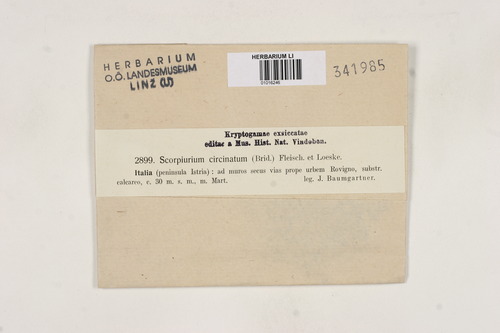 HERBARIUM
O.Ö. LANDESMUSEUM
LINZ (LI)
HERBARIUM LI
01016246
341985
Kryptogamae exsiccatae
editae a Mus. Hist. Nat. Vindobon.
2899. Scorpiurium circinatum (Brid.) Fleisch. et Loeske.
Italia (peninsula Istria); ad muros secus vias prope urbem Rovigno, substr.
calcareo, c. 30 m. s. m., m. Mart. leg. J. Baumgartner.